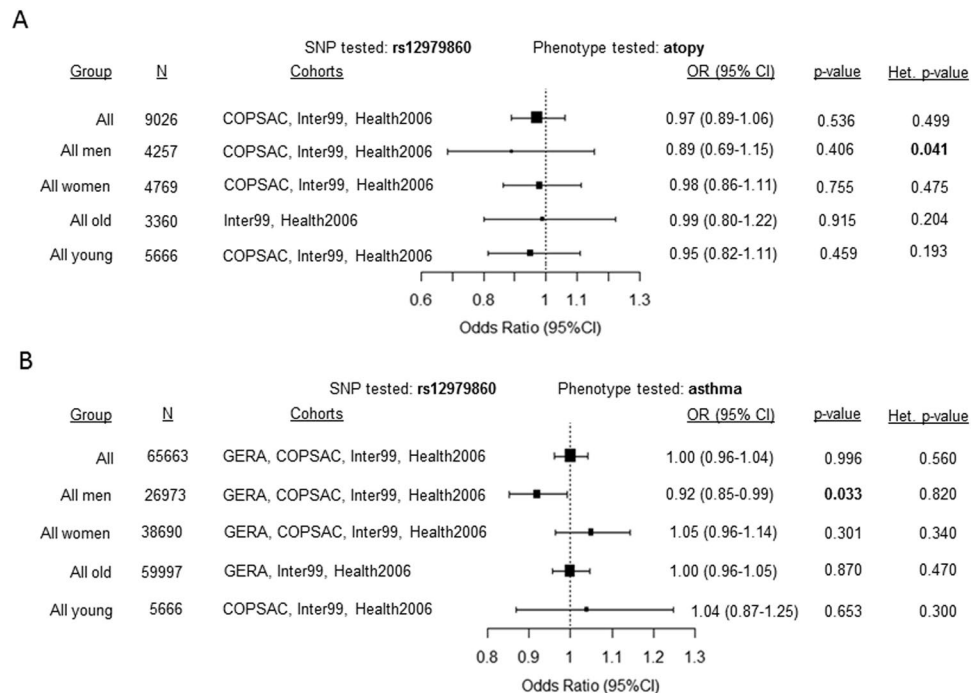 A
SNP tested: rs12979860 Phenotype tested: atopy
Group N Cohorts OR (95% CI) p-value Het. p-value
All 9026 COPSAC, Inter99, Health2006 0.97 (0.89-1.06) 0.536 0.499
All men 4257 COPSAC, Inter99, Health2006 0.89 (0.69-1.15) 0.406 0.041
All women 4769 COPSAC, Inter99, Health2006 0.98 (0.86-1.11) 0.755 0.475
All old 3360 Inter99, Health2006 0.99 (0.80-1.22) 0.915 0.204
All young 5666 COPSAC, Inter99, Health2006 0.95 (0.82-1.11) 0.459 0.193
0.6 0.8 1 1.1 1.3
Odds Ratio (95%CI)
B
SNP tested: rs12979860 Phenotype tested: asthma
Group N Cohorts OR (95% CI) p-value Het. p-value
All 65663 GERA, COPSAC, Inter99, Health2006 1.00 (0.96-1.04) 0.996 0.560
All men 26973 GERA, COPSAC, Inter99, Health2006 0.92 (0.85-0.99) 0.033 0.820
All women 38690 GERA, COPSAC, Inter99, Health2006 1.05 (0.96-1.14) 0.301 0.340
All old 59997 GERA, Inter99, Health2006 1.00 (0.96-1.05) 0.870 0.470
All young 5666 COPSAC, Inter99, Health2006 1.04 (0.87-1.25) 0.653 0.300
0.8 0.9 1 1.1 1.2 1.3
Odds Ratio (95%CI)